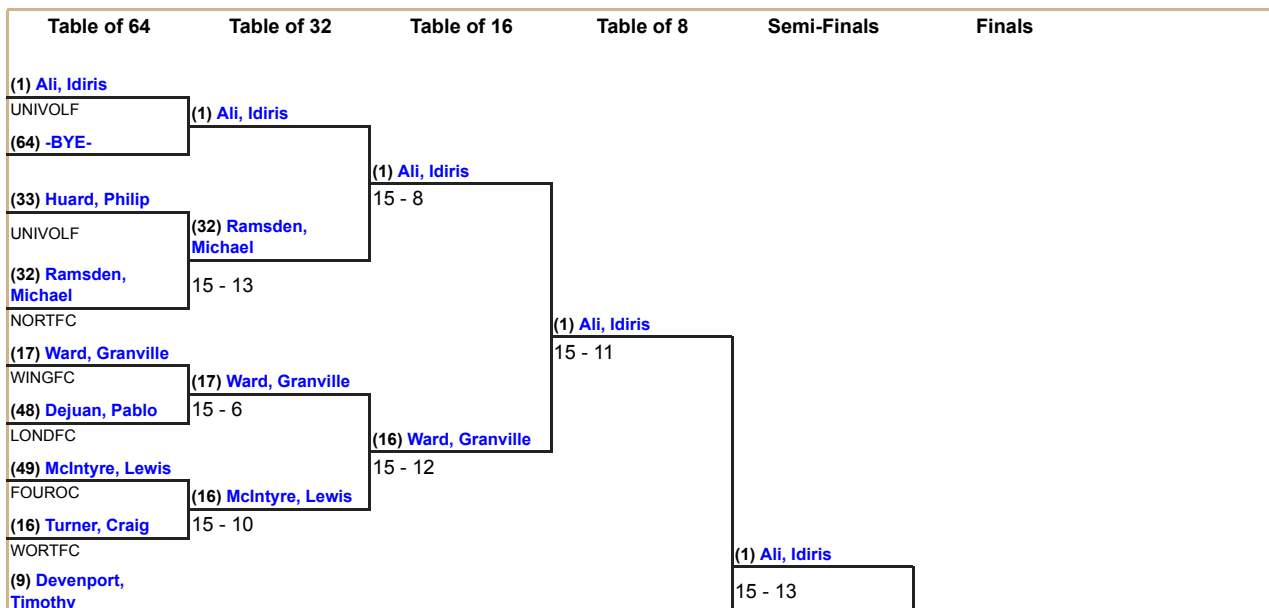 Table of 64 Table of 32 Table of 16 Table of 8 Semi-Finals Finals
(1) Ali, Idiris
UNIVOLF
(64) -BYE-
(33) Huard, Philip
UNIVOLF
(32) Ramsden,
Michael
NORTFC
(17) Ward, Granville
WINGFC
(48) Dejuan, Pablo
LONDFC
(49) McIntyre, Lewis
FOUROC
(16) Turner, Craig
WORTFC
(9) Devenport,
Timothy
(1) Ali, Idiris
(32) Ramsden,
Michael
15 - 13
(17) Ward, Granville
15 - 6
(16) McIntyre, Lewis
15 - 10
(1) Ali, Idiris
15 - 8
(16) Ward, Granville
15 - 12
(1) Ali, Idiris
15 - 11
(1) Ali, Idiris
15 - 13